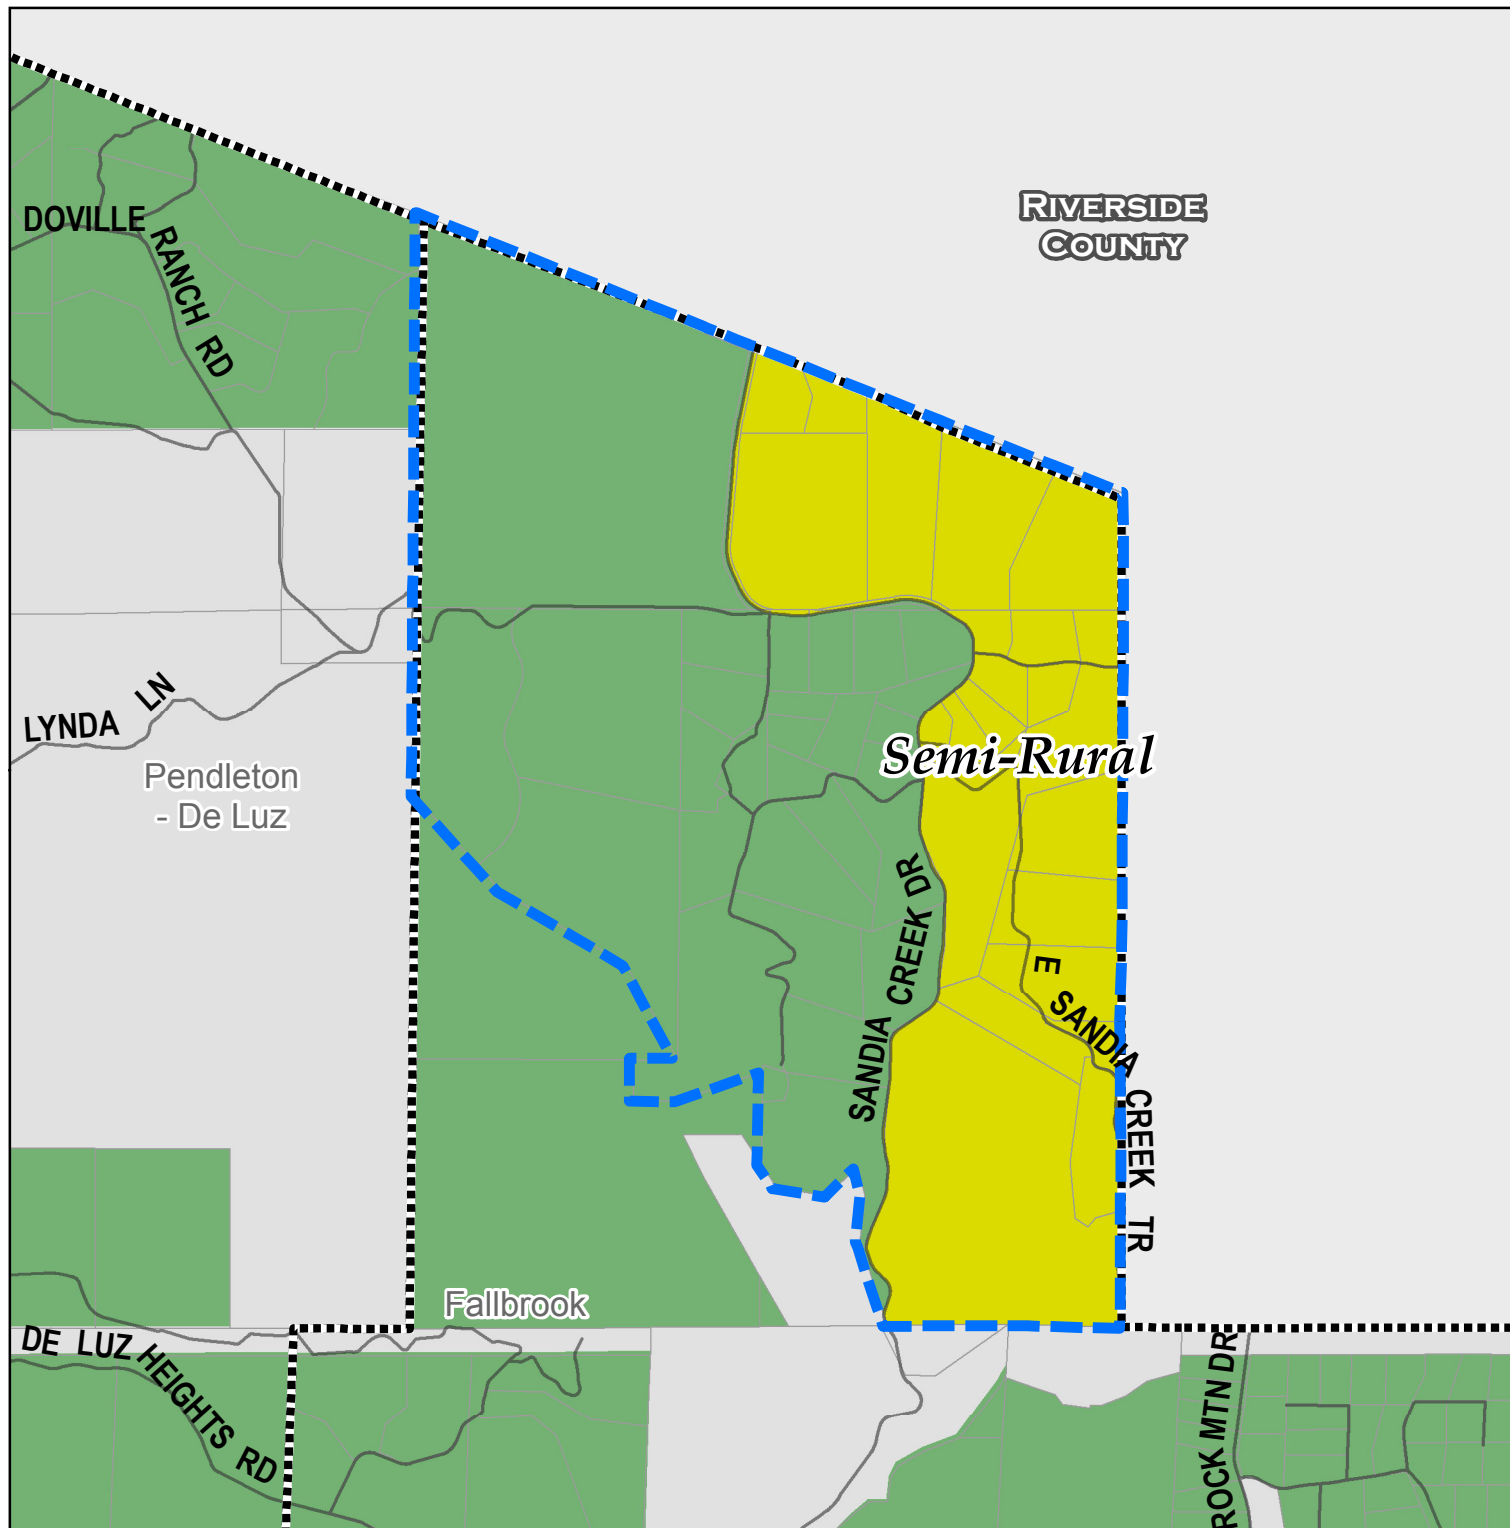 RIVERSIDE
COUNTY
DOVILLE
RANCH RD
LYNDA LN
Pendleton
- De Luz
Semi-Rural
SANDIA CREEK DR
E SANDIA CREEK TR
Fallbrook
DE LUZ HEIGHTS RD
ROCK MTN DR